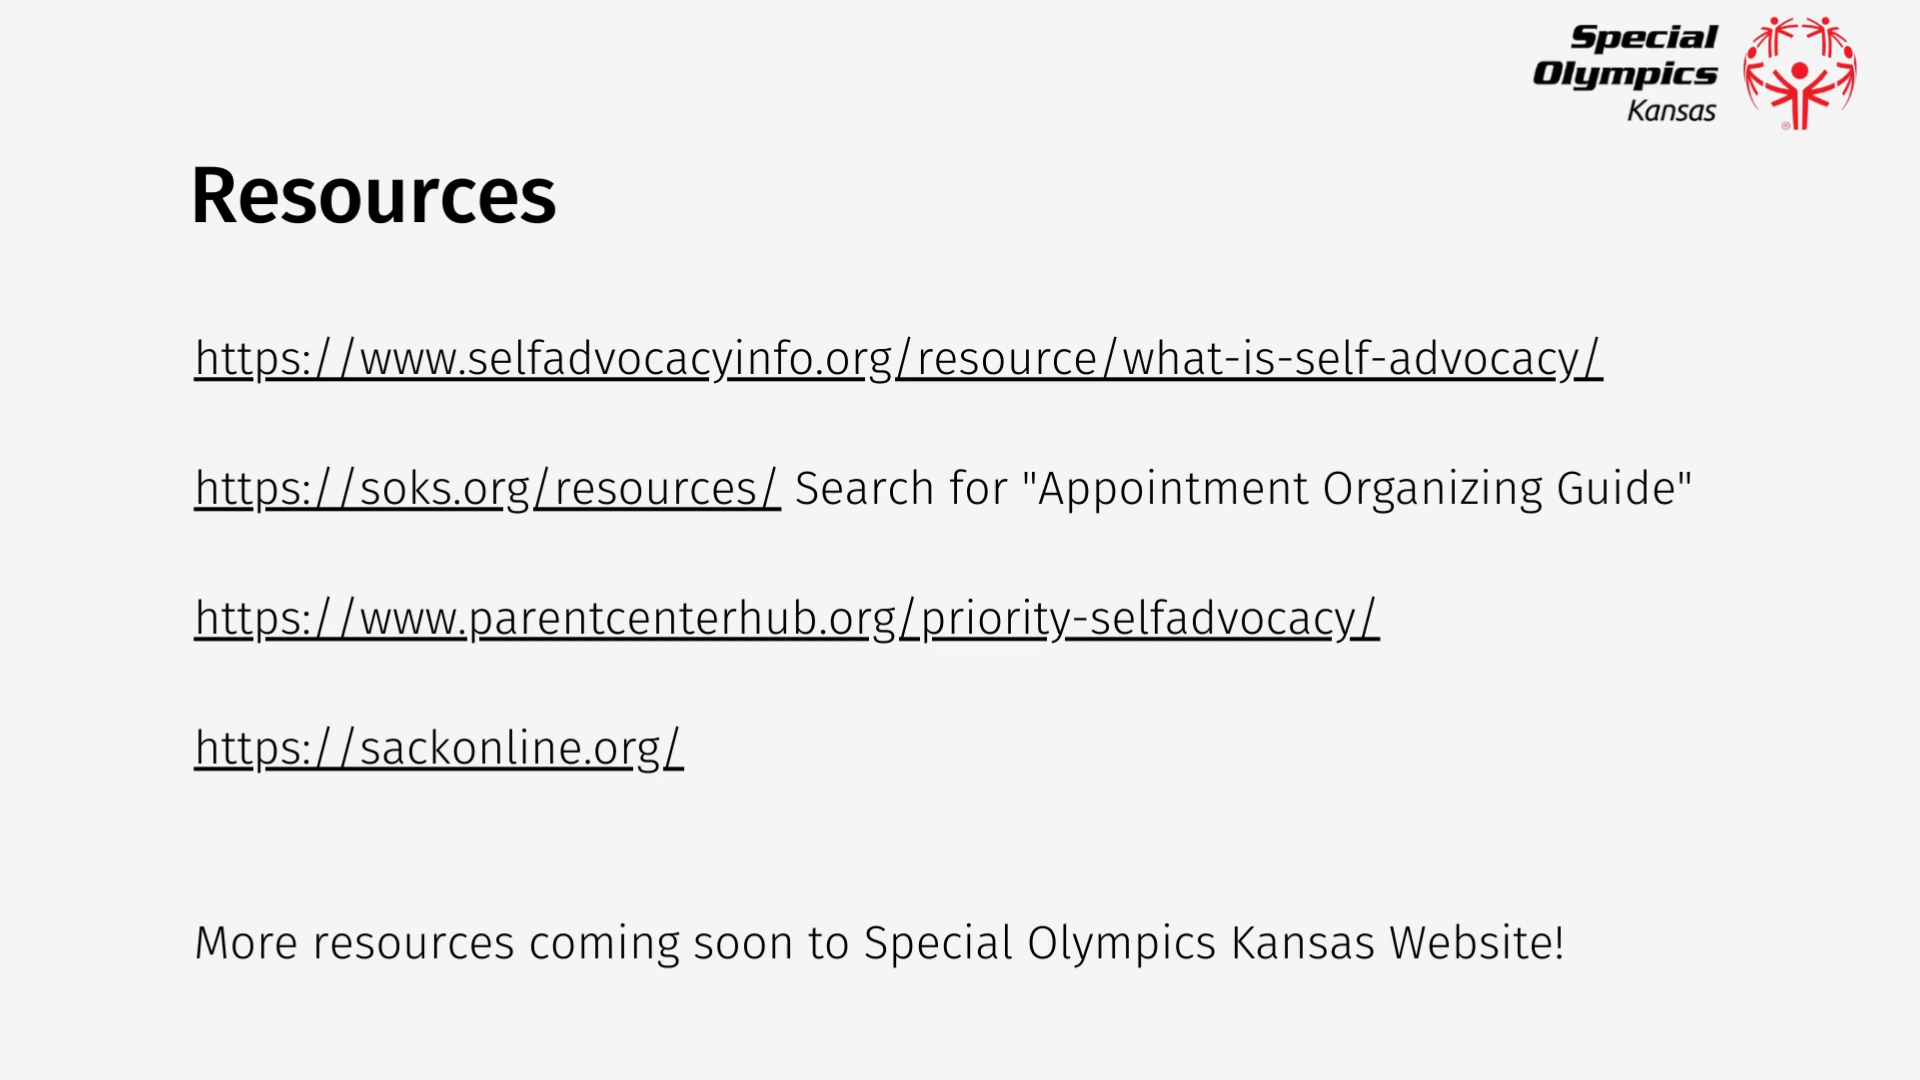 Special
Olympics
Kansas
®
Resources
https://www.selfadvocacyinfo.org/resource/what-is-self-advocacy/
https://soks.org/resources/ Search for "Appointment Organizing Guide"
https://www.parentcenterhub.org/priority-selfadvocacy/
https://sackonline.org/
More resources coming soon to Special Olympics Kansas Website!